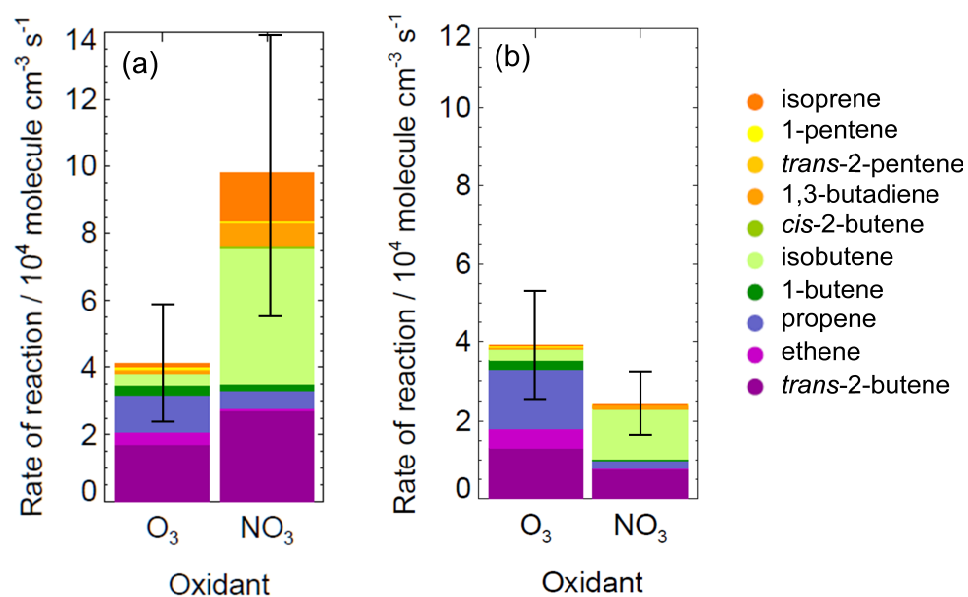 (a)
Rate of reaction / 10⁴ molecule cm⁻³ s⁻¹
14
12
10
8
6
4
2
0
O₃
NO₃
Oxidant
(b)
Rate of reaction / 10⁴ molecule cm⁻³ s⁻¹
12
10
8
6
4
2
0
O₃
NO₃
Oxidant
isoprene
1-pentene
trans-2-pentene
1,3-butadiene
cis-2-butene
isobutene
1-butene
propene
ethene
trans-2-butene